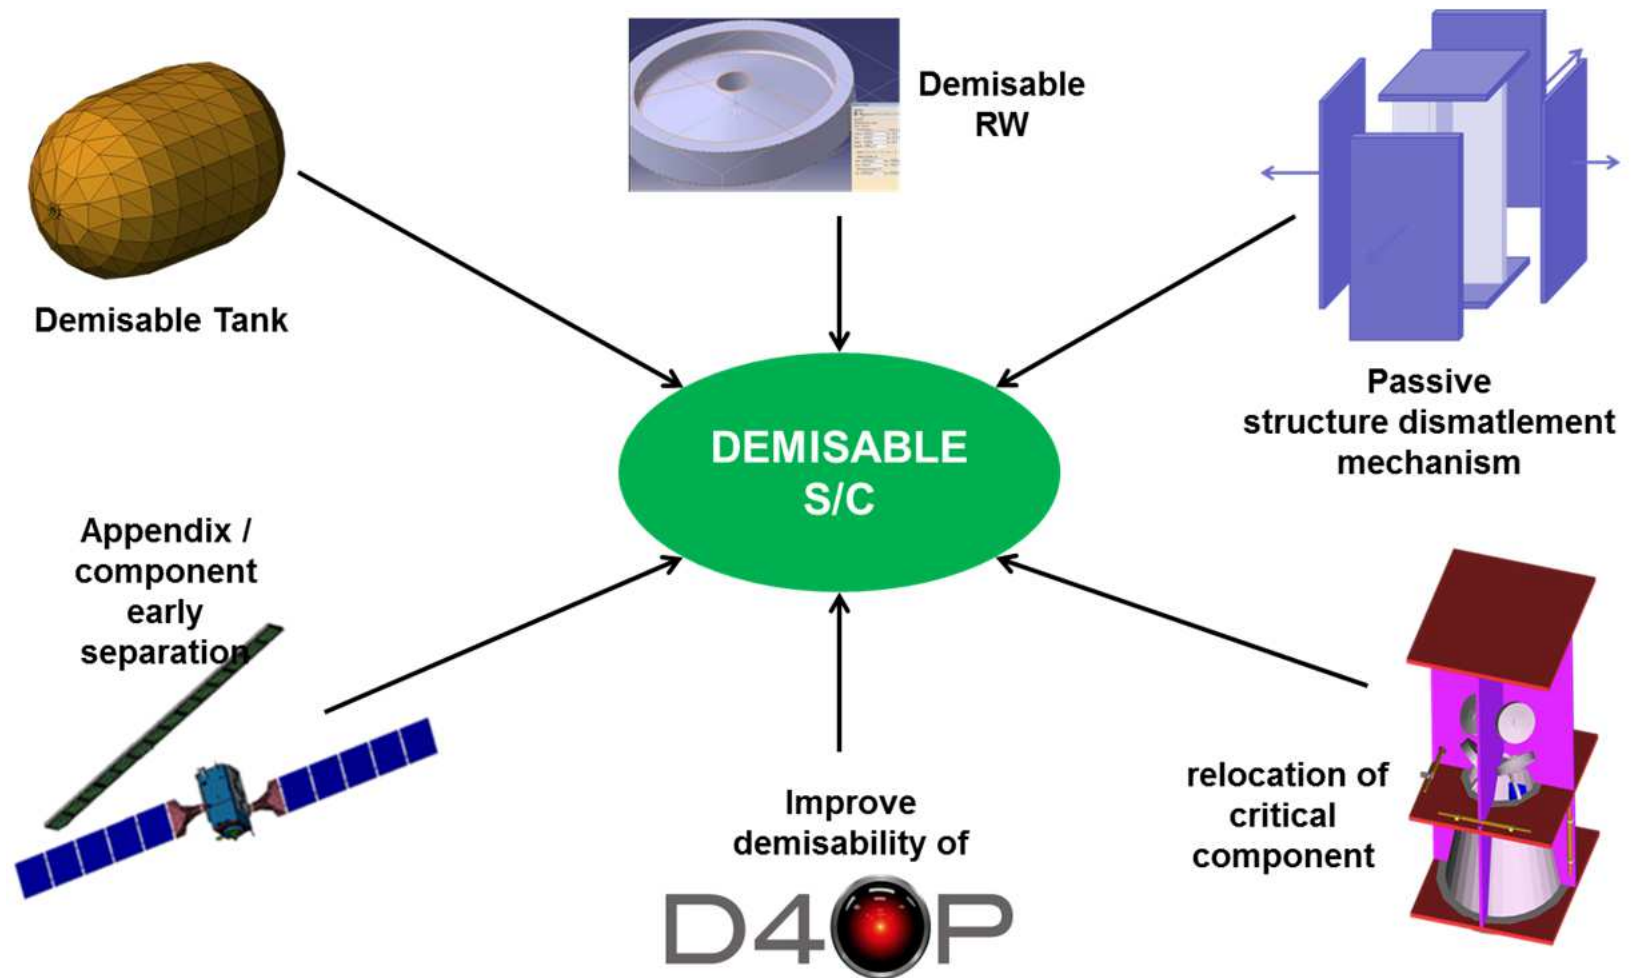 Demisable
RW
Demisable Tank
DEMISABLE
S/C
Passive
structure dismatlement
mechanism
Appendix /
component
early
separation
Improve
demisability of
D4OP
relocation of
critical
component